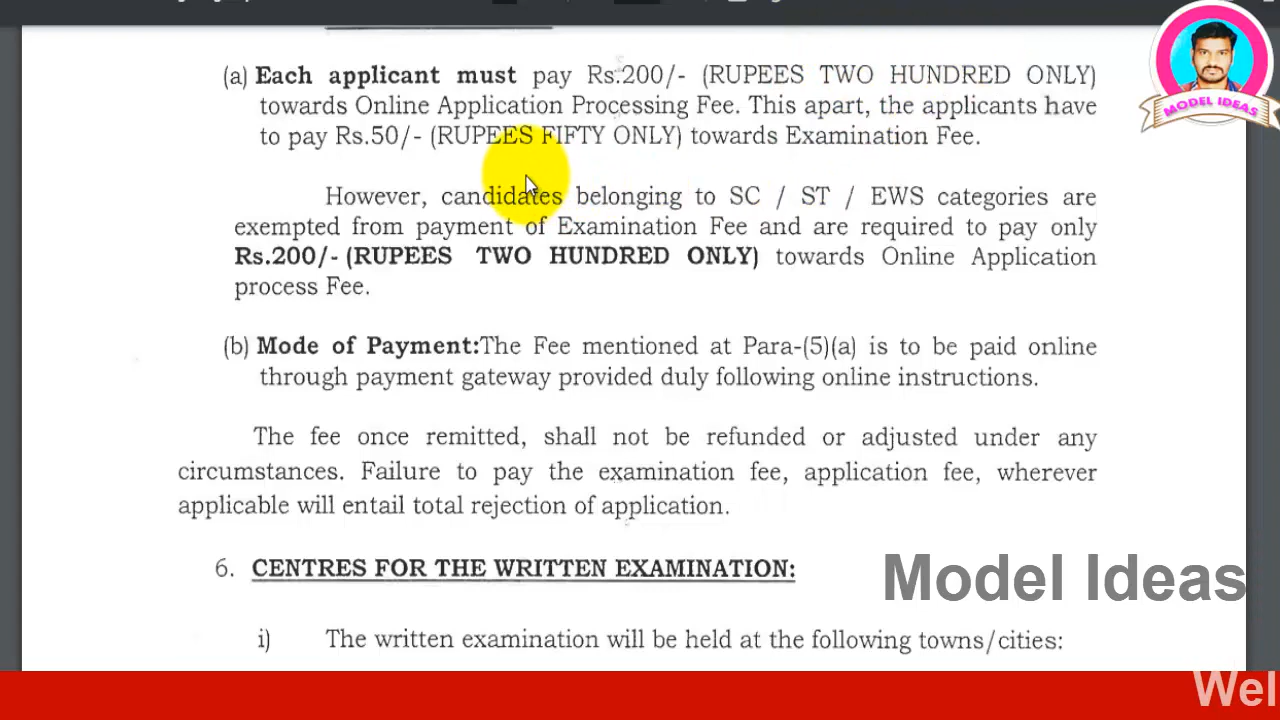 MODEL IDEAS
(a) Each applicant must pay Rs.200/- (RUPEES TWO HUNDRED ONLY)
towards Online Application Processing Fee. This apart, the applicants have
to pay Rs.50/- (RUPEES FIFTY ONLY) towards Examination Fee.
However, candidates belonging to SC / ST / EWS categories are
exempted from payment of Examination Fee and are required to pay only
Rs.200/- (RUPEES TWO HUNDRED ONLY) towards Online Application
process Fee.
(b) Mode of Payment:The Fee mentioned at Para-(5)(a) is to be paid online
through payment gateway provided duly following online instructions.
The fee once remitted, shall not be refunded or adjusted under any
circumstances. Failure to pay the examination fee, application fee, wherever
applicable will entail total rejection of application.
6. CENTRES FOR THE WRITTEN EXAMINATION:
Model Ideas
i) The written examination will be held at the following towns/cities:
Wel